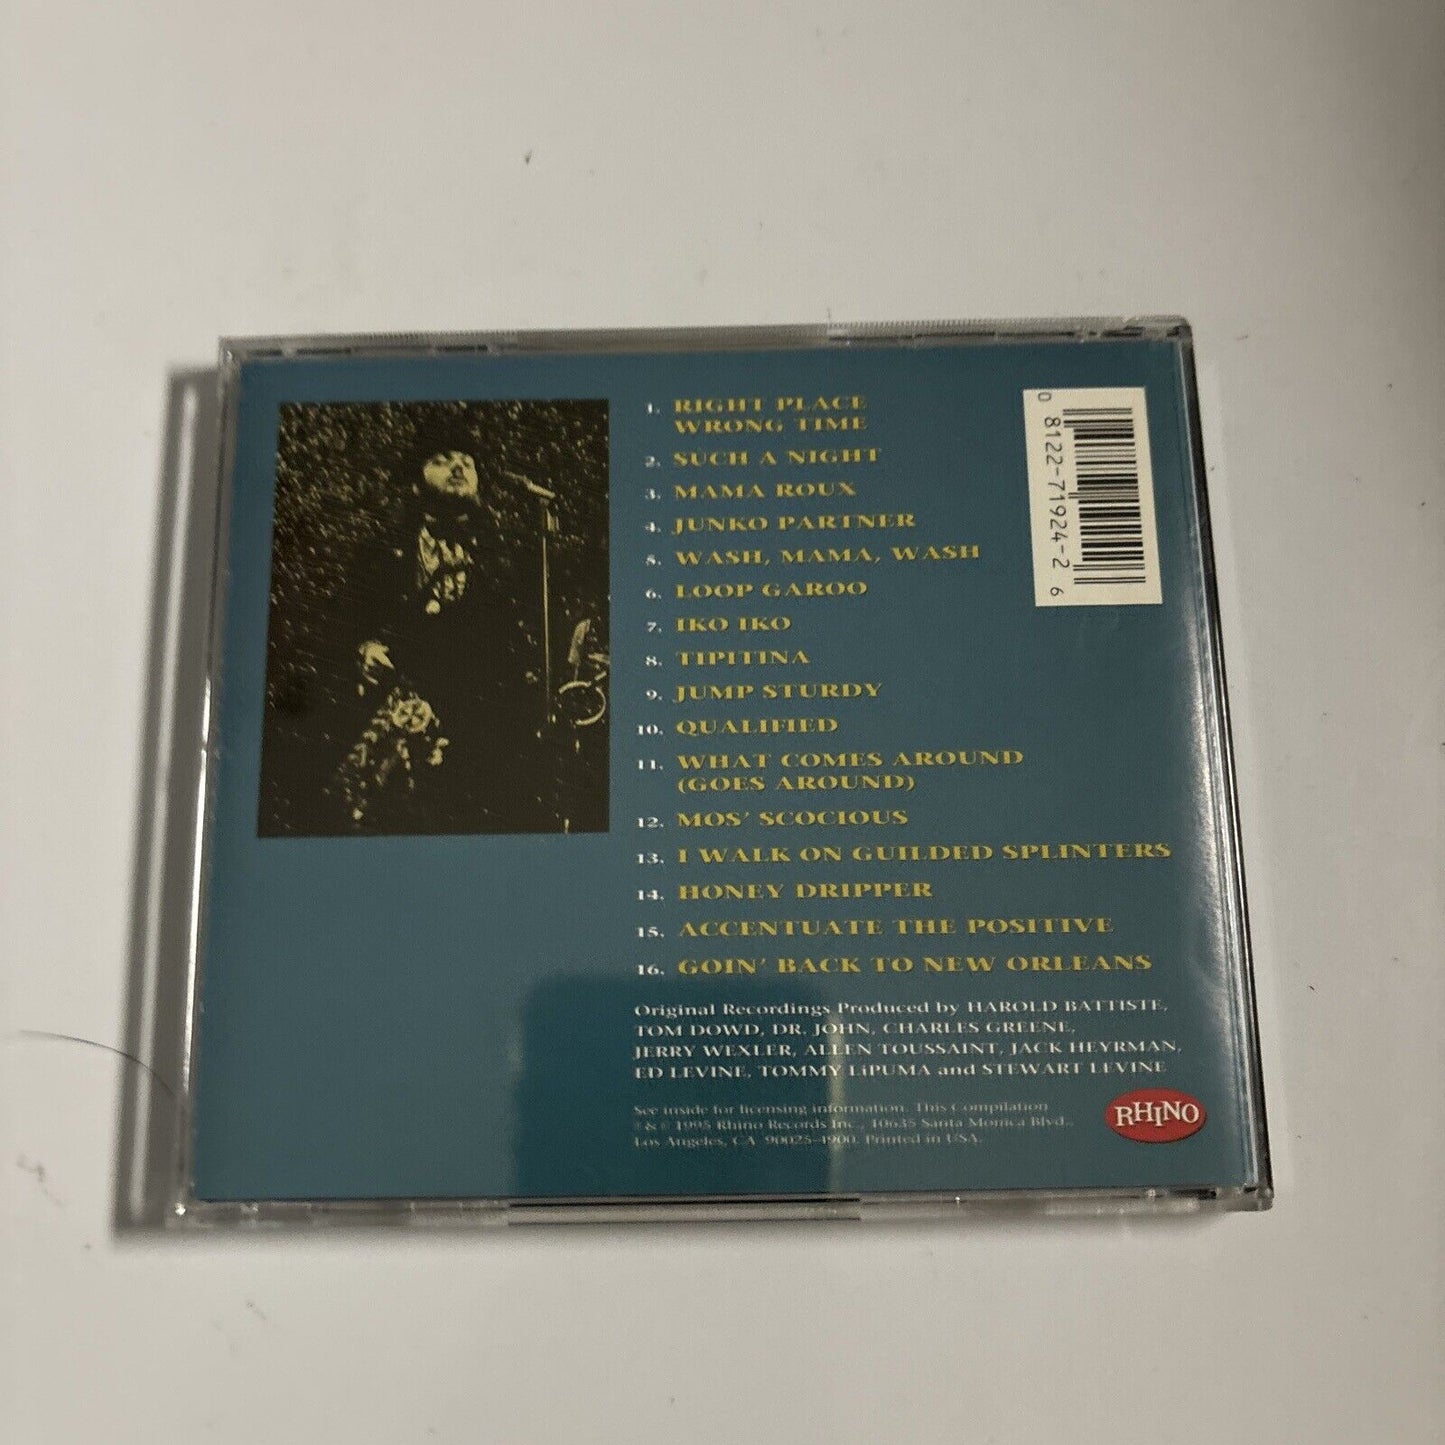 1. RIGHT PLACE
WRONG TIME
2. SUCH A NIGHT
3. MAMA ROUX
4. JUNKO PARTNER
5. WASH, MAMA, WASH
6. LOOP GAROO
7. IKO IKO
8. TIPITINA
9. JUMP STURDY
10. QUALIFIED
11. WHAT COMES AROUND
(GOES AROUND)
12. MOS' SCOCIOUS
13. I WALK ON GUILDED SPLINTERS
14. HONEY DRIPPER
15. ACCENTUATE THE POSITIVE
16. GOIN' BACK TO NEW ORLEANS
Original Recordings Produced by HAROLD BATTISTE,
TOM DOWD, DR. JOHN, CHARLES GREENE,
JERRY WEXLER, ALLEN TOUSSAINT, JACK HEYRMAN,
ED LEVINE, TOMMY LiPUMA and STEWART LEVINE
See inside for licensing information. This Compilation
℗ & © 1995 Rhino Records Inc., 10635 Santa Monica Blvd.,
Los Angeles, CA 90025-4900. Printed in USA.
RHINO
0 8122-71924-2 6